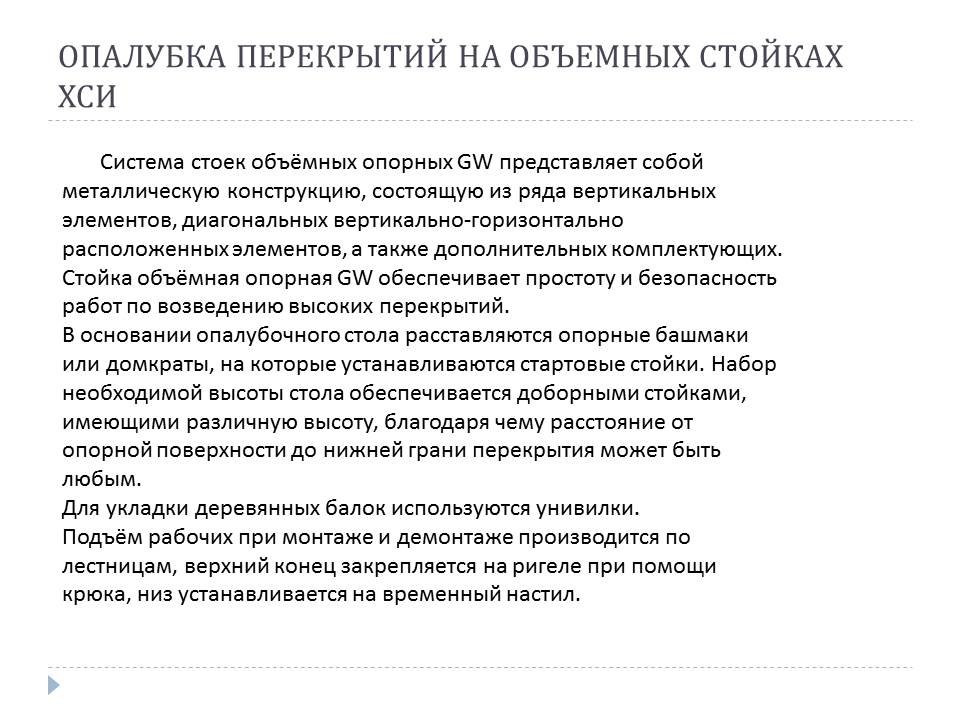 ОПАЛУБКА ПЕРЕКРЫТИЙ НА ОБЪЕМНЫХ СТОЙКАХ
ХСИ
Система стоек объёмных опорных GW представляет собой
металлическую конструкцию, состоящую из ряда вертикальных
элементов, диагональных вертикально-горизонтально
расположенных элементов, а также дополнительных комплектующих.
Стойка объёмная опорная GW обеспечивает простоту и безопасность
работ по возведению высоких перекрытий.
В основании опалубочного стола расставляются опорные башмаки
или домкраты, на которые устанавливаются стартовые стойки. Набор
необходимой высоты стола обеспечивается доборными стойками,
имеющими различную высоту, благодаря чему расстояние от
опорной поверхности до нижней грани перекрытия может быть
любым.
Для укладки деревянных балок используются унивилки.
Подъём рабочих при монтаже и демонтаже производится по
лестницам, верхний конец закрепляется на ригеле при помощи
крюка, низ устанавливается на временный настил.